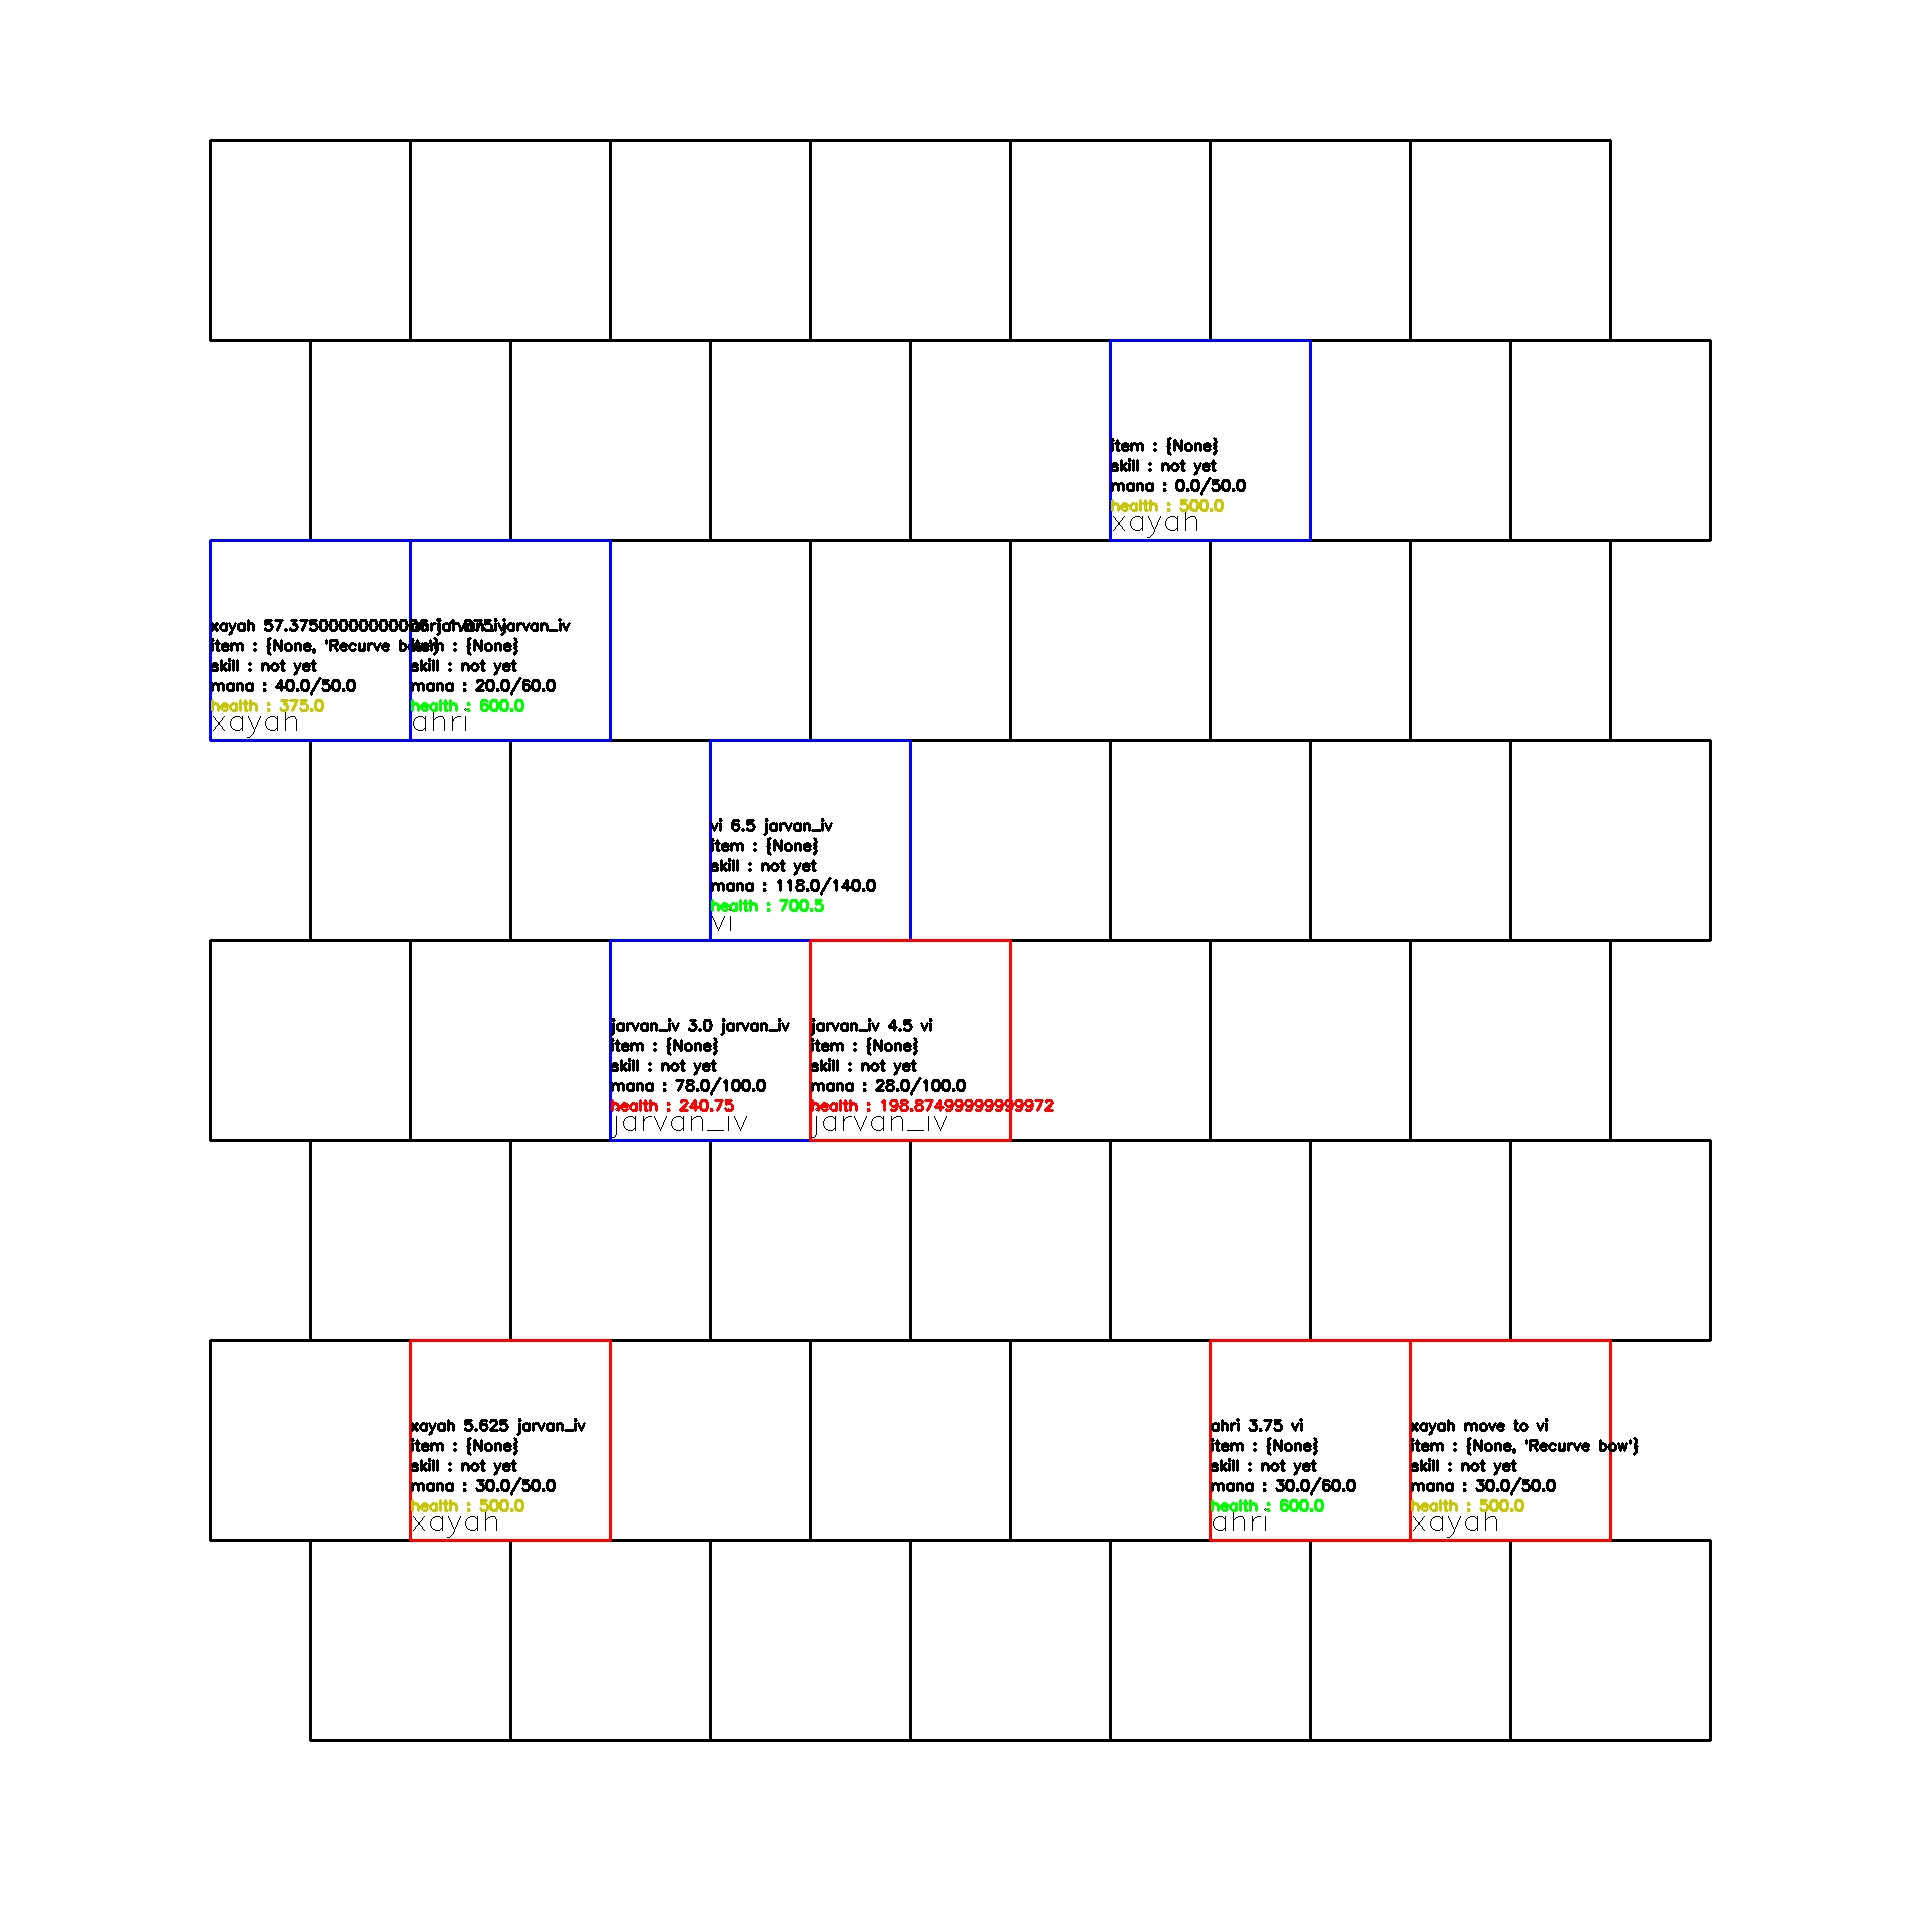 item : {None}
skill : not yet
mana : 0.0/50.0
health : 500.0
xayah
xayah 57.37500000000006 jarvan_iv
item : {None, 'Recurve bow'}
skill : not yet
mana : 40.0/50.0
health : 375.0
xayah
jarvan_iv
item : {None}
skill : not yet
mana : 20.0/60.0
health : 600.0
ahri
vi 6.5 jarvan_iv
item : {None}
skill : not yet
mana : 118.0/140.0
health : 700.5
vi
jarvan_iv 3.0 jarvan_iv
item : {None}
skill : not yet
mana : 78.0/100.0
health : 240.75
jarvan_iv
jarvan_iv 4.5 vi
item : {None}
skill : not yet
mana : 28.0/100.0
health : 198.87499999999972
jarvan_iv
xayah 5.625 jarvan_iv
item : {None}
skill : not yet
mana : 30.0/50.0
health : 500.0
xayah
ahri 3.75 vi
item : {None}
skill : not yet
mana : 30.0/60.0
health : 600.0
ahri
xayah move to vi
item : {None, 'Recurve bow'}
skill : not yet
mana : 30.0/50.0
health : 500.0
xayah